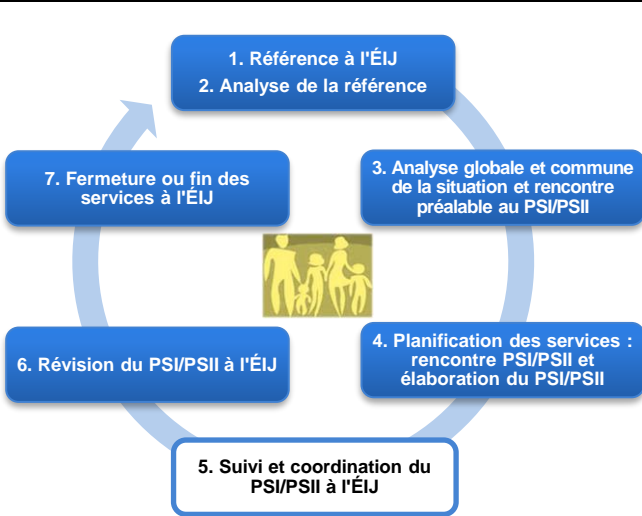 1. Référence à l'ÉIJ
2. Analyse de la référence
3. Analyse globale et commune
de la situation et rencontre
préalable au PSI/PSII
4. Planification des services :
rencontre PSI/PSII et
élaboration du PSI/PSII
5. Suivi et coordination du
PSI/PSII à l'ÉIJ
6. Révision du PSI/PSII à l'ÉIJ
7. Fermeture ou fin des
services à l'ÉIJ